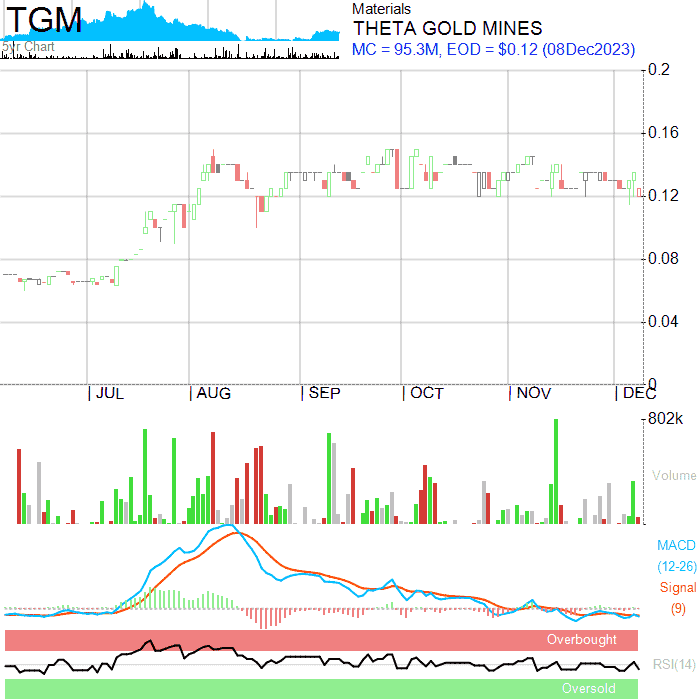 TGM
5yr Chart
Materials
THETA GOLD MINES
MC = 95.3M, EOD = $0.12 (08Dec2023)
0.2
0.16
0.12
0.08
0.04
0
JUL AUG SEP OCT NOV DEC
802k
Volume
MACD
(12-26)
Signal
(9)
Overbought
RSI(14)
Oversold